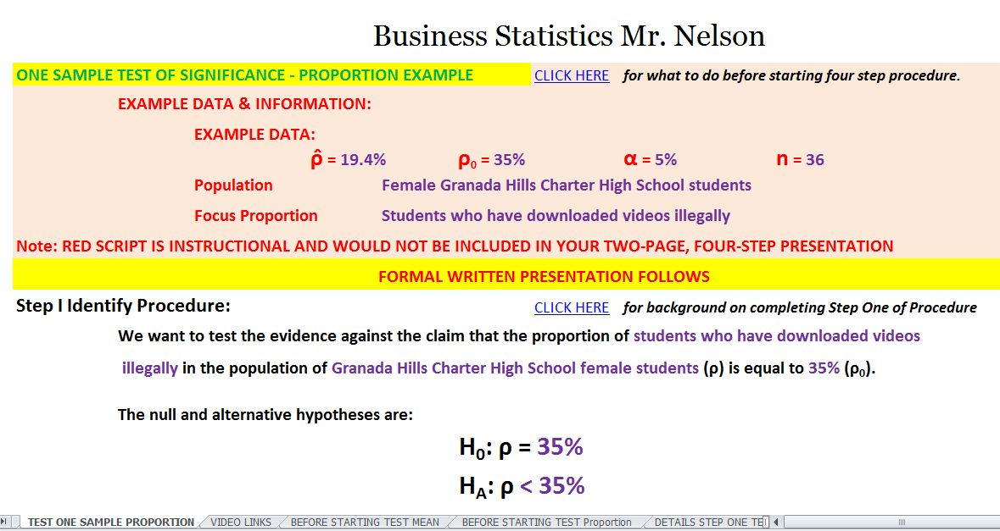 Business Statistics Mr. Nelson
ONE SAMPLE TEST OF SIGNIFICANCE - PROPORTION EXAMPLE CLICK HERE for what to do before starting four step procedure.
EXAMPLE DATA & INFORMATION:
EXAMPLE DATA:
ρ̂ = 19.4% ρ₀ = 35% α = 5% n = 36
Population Female Granada Hills Charter High School students
Focus Proportion Students who have downloaded videos illegally
Note: RED SCRIPT IS INSTRUCTIONAL AND WOULD NOT BE INCLUDED IN YOUR TWO-PAGE, FOUR-STEP PRESENTATION
FORMAL WRITTEN PRESENTATION FOLLOWS
Step I Identify Procedure: CLICK HERE for background on completing Step One of Procedure
We want to test the evidence against the claim that the proportion of students who have downloaded videos
illegally in the population of Granada Hills Charter High School female students (ρ) is equal to 35% (ρ₀).
The null and alternative hypotheses are:
H₀: ρ = 35%
Hᴀ: ρ < 35%
TEST ONE SAMPLE PROPORTION VIDEO LINKS BEFORE STARTING TEST MEAN BEFORE STARTING TEST Proportion DETAILS STEP ONE TE